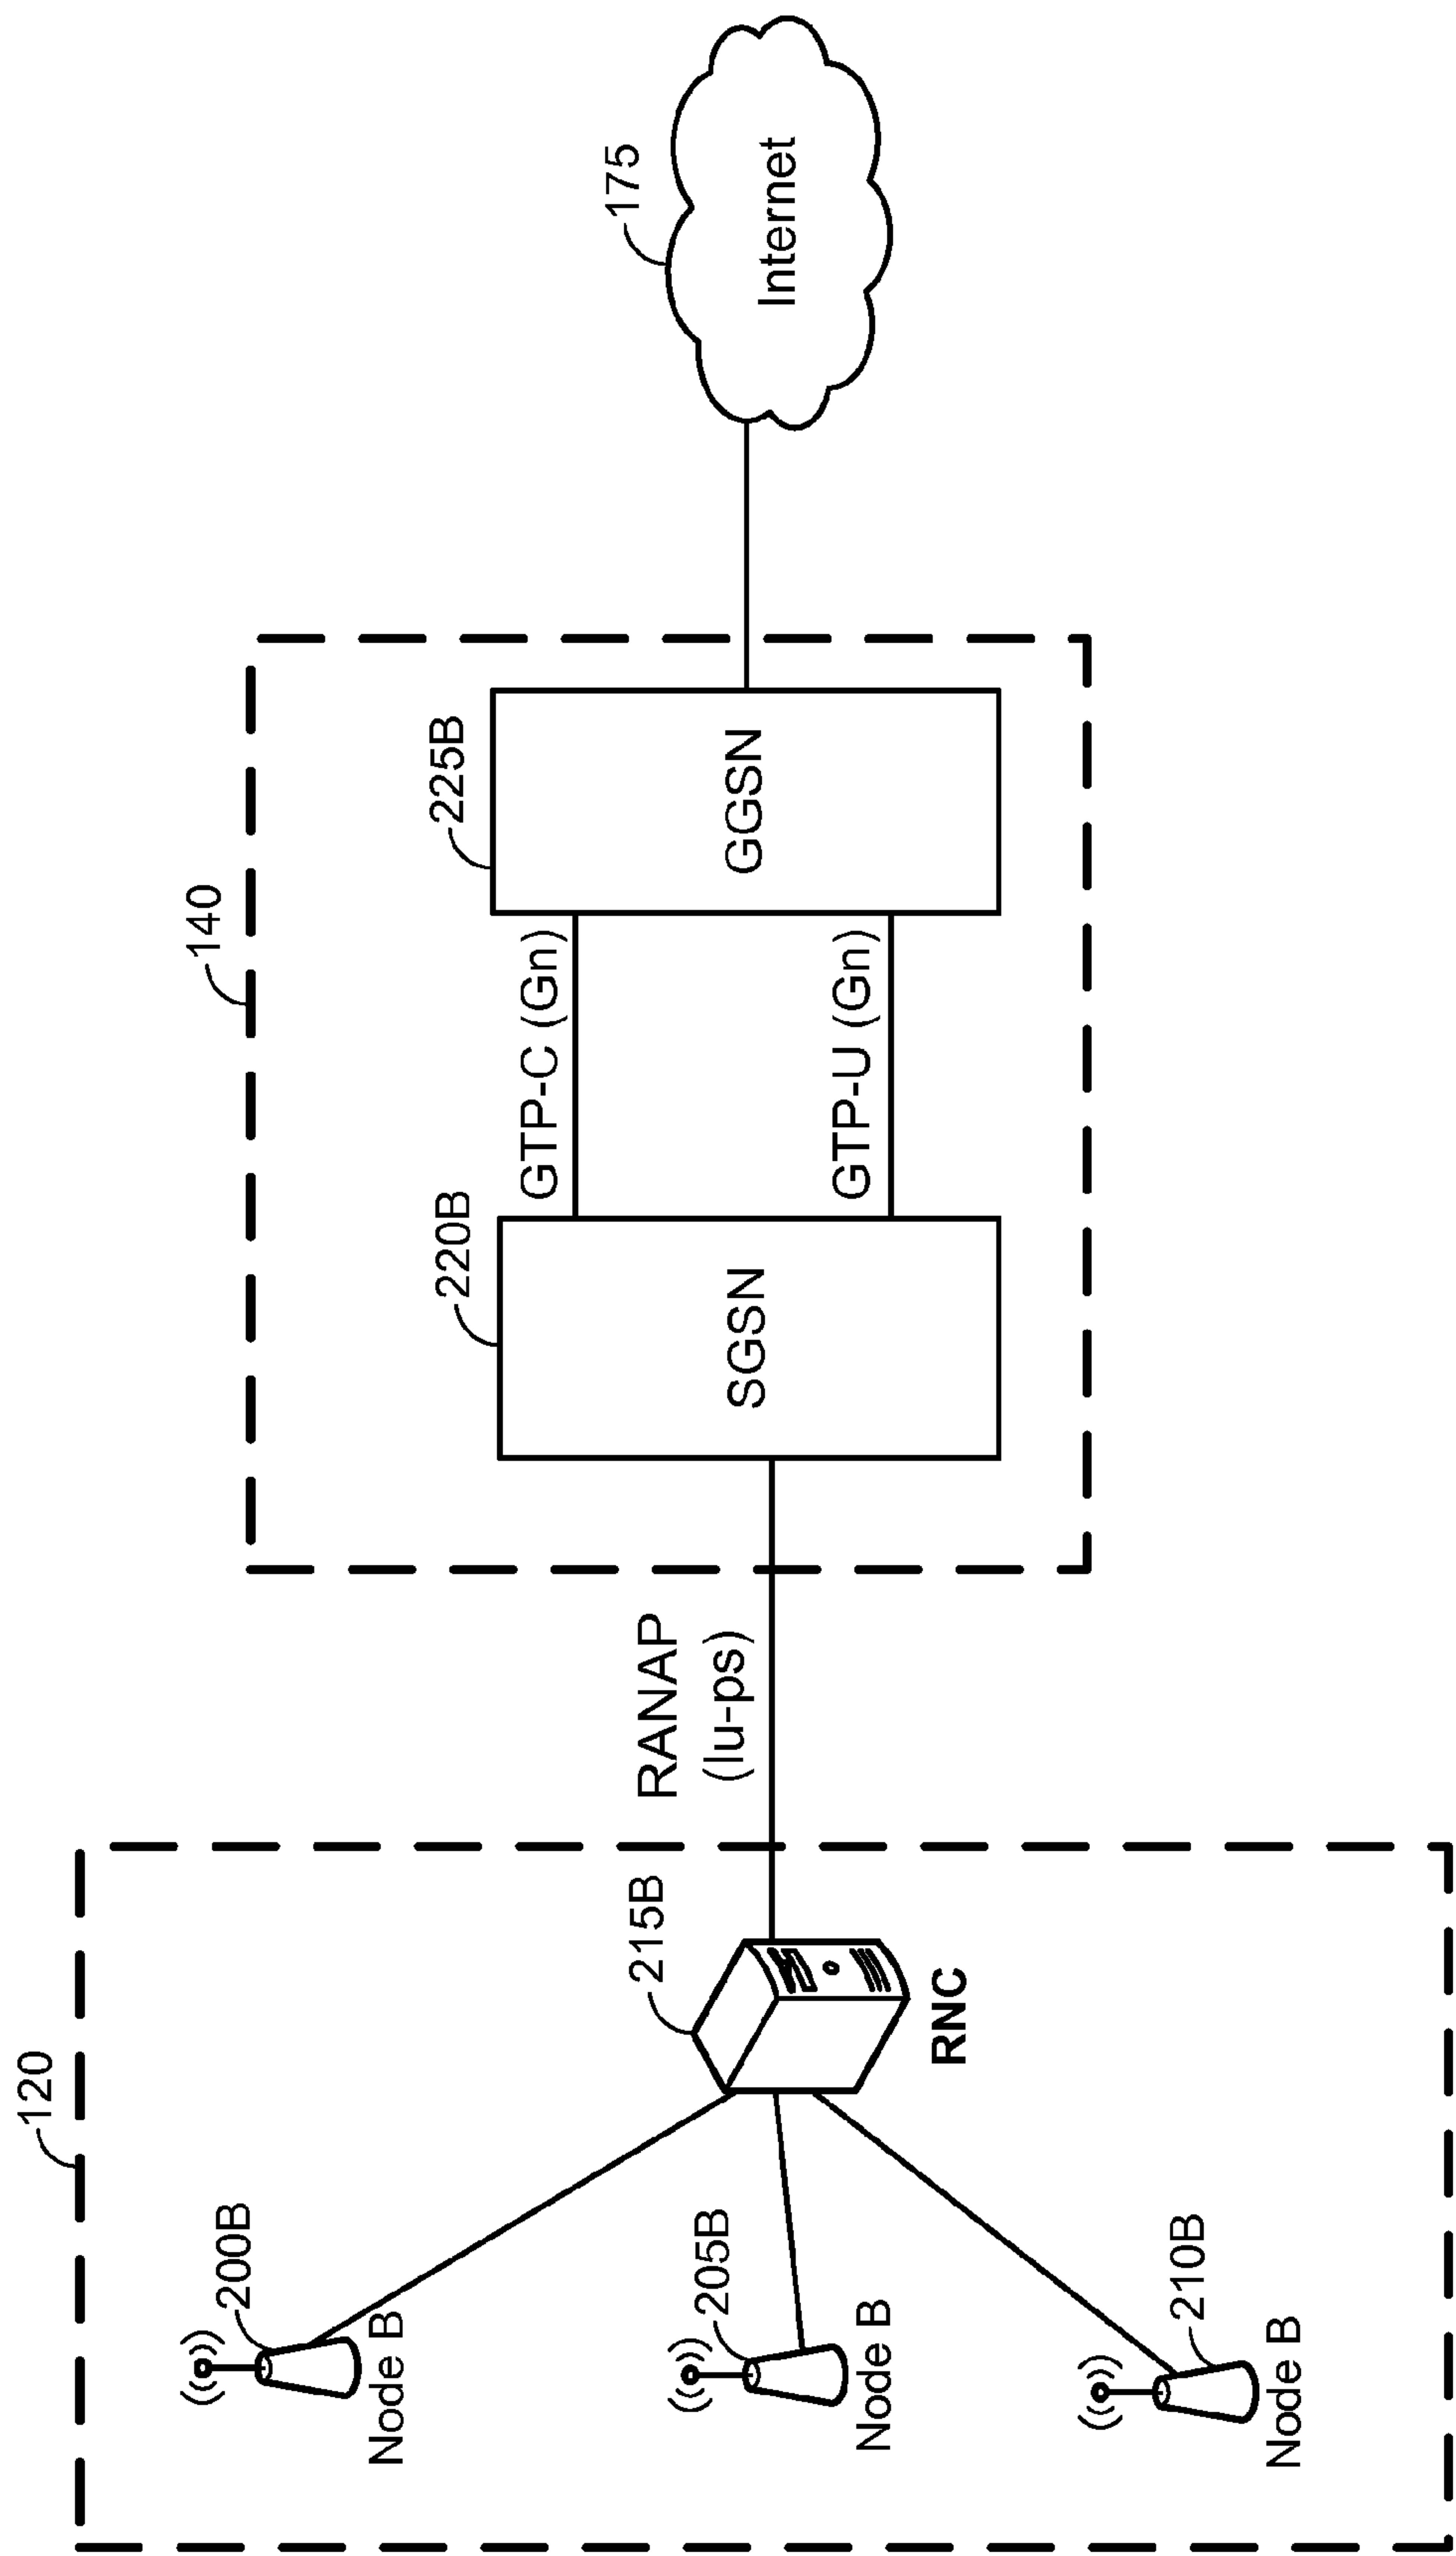 120
200B
Node B
205B
Node B
210B
Node B
215B
RNC
RANAP
(Iu-ps)
140
220B
SGSN
GTP-C (Gn)
GTP-U (Gn)
225B
GGSN
175
Internet